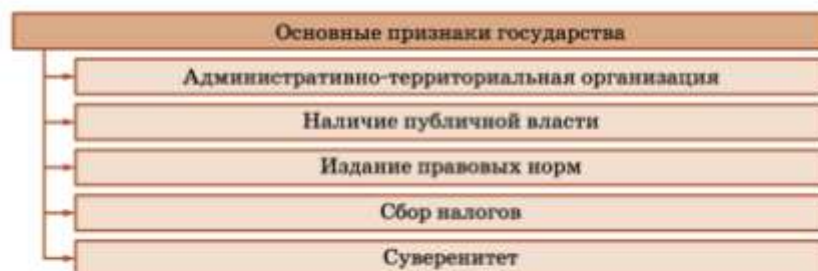 Основные признаки государства
Административно-территориальная организация
Наличие публичной власти
Издание правовых норм
Сбор налогов
Суверенитет